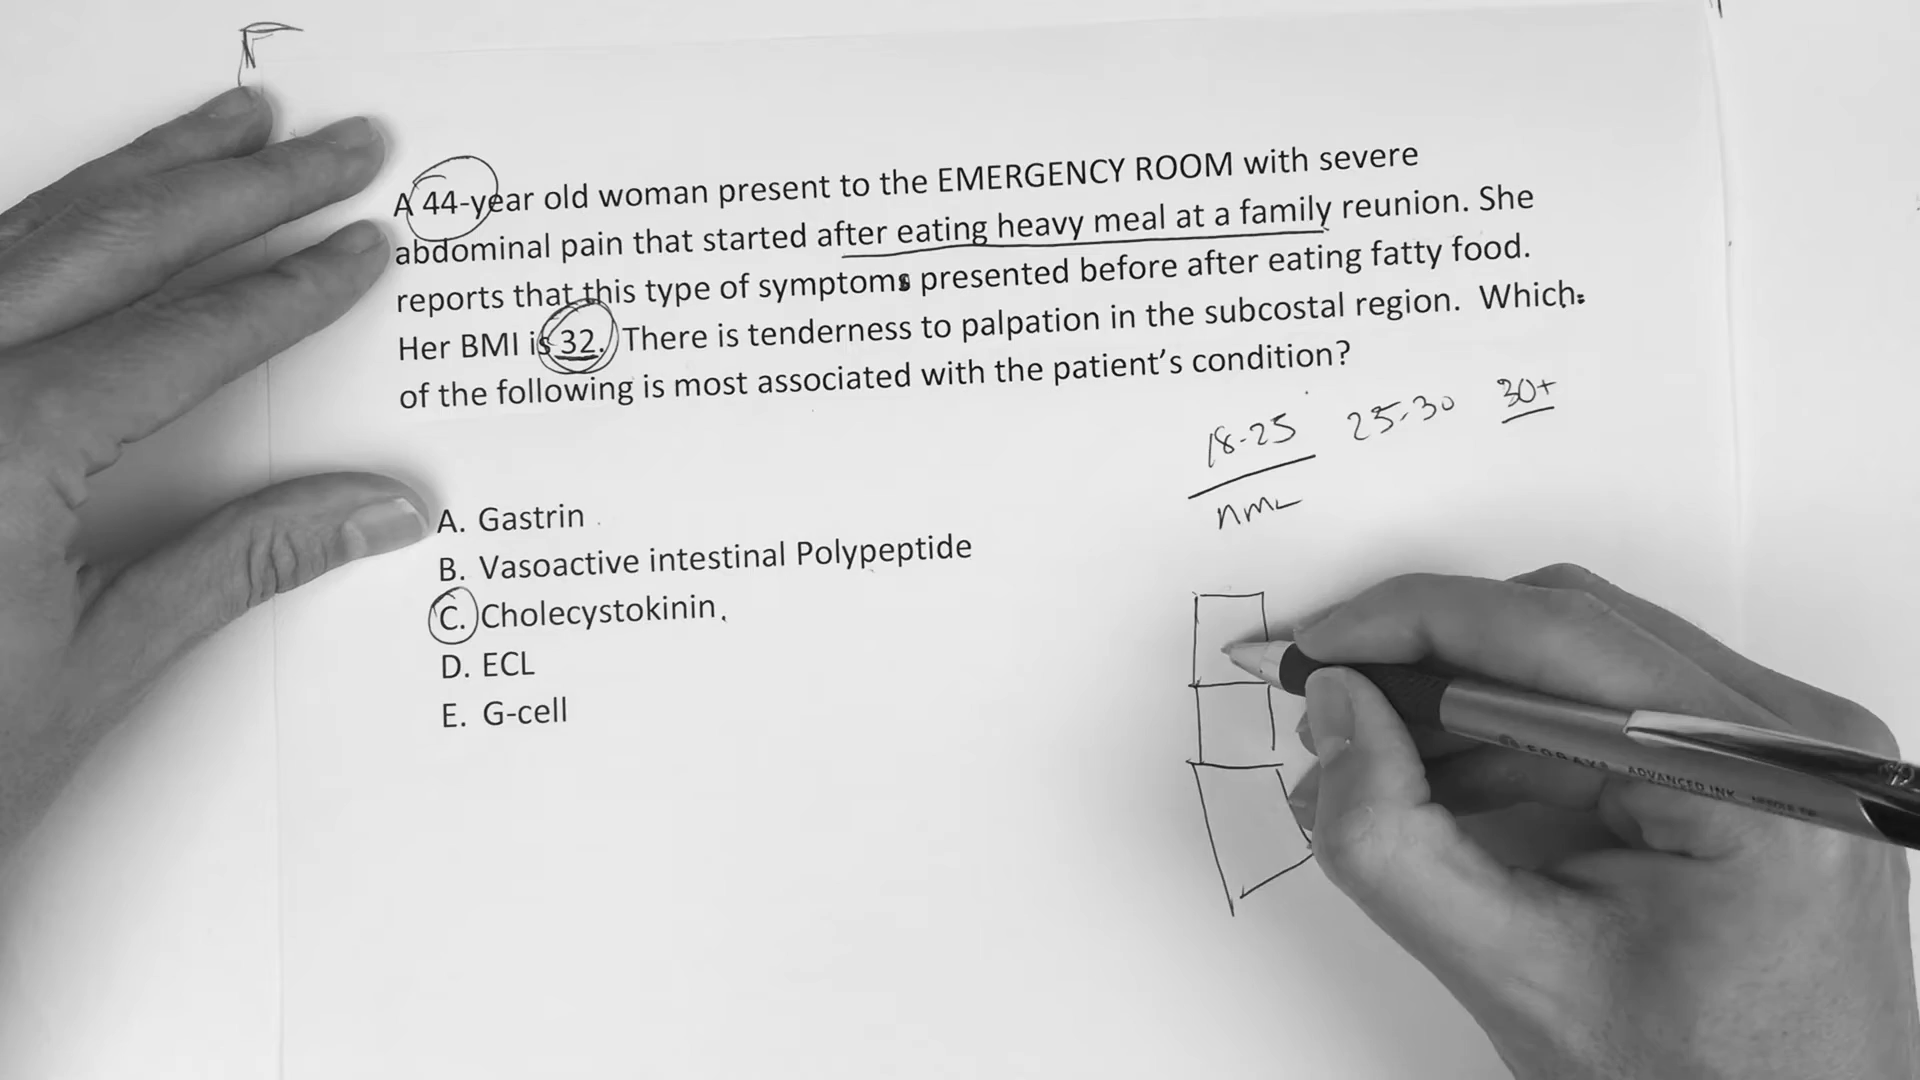 A 44-year old woman present to the EMERGENCY ROOM with severe
abdominal pain that started after eating heavy meal at a family reunion. She
reports that this type of symptoms presented before after eating fatty food.
Her BMI is 32. There is tenderness to palpation in the subcostal region. Which
of the following is most associated with the patient's condition?
18-25 25-30 30+
nml
A. Gastrin
B. Vasoactive intestinal Polypeptide
C. Cholecystokinin
D. ECL
E. G-cell
ADVANCED INK